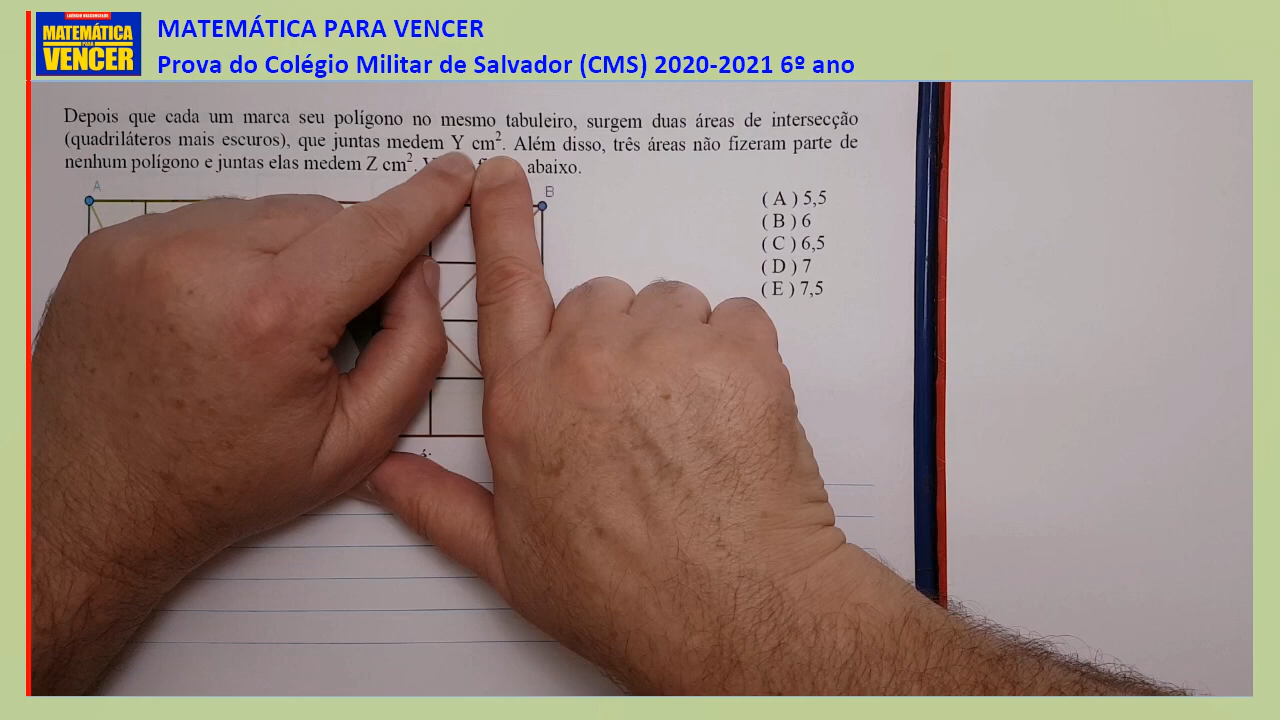 LAÉRCIO VASCONCELOS
MATEMÁTICA
PARA
VENCER
MATEMÁTICA PARA VENCER
Prova do Colégio Militar de Salvador (CMS) 2020-2021 6º ano
Depois que cada um marca seu polígono no mesmo tabuleiro, surgem duas áreas de intersecção
(quadriláteros mais escuros), que juntas medem Y cm². Além disso, três áreas não fizeram parte de
nenhum polígono e juntas elas medem Z cm². abaixo.
A
B
( A ) 5,5
( B ) 6
( C ) 6,5
( D ) 7
( E ) 7,5